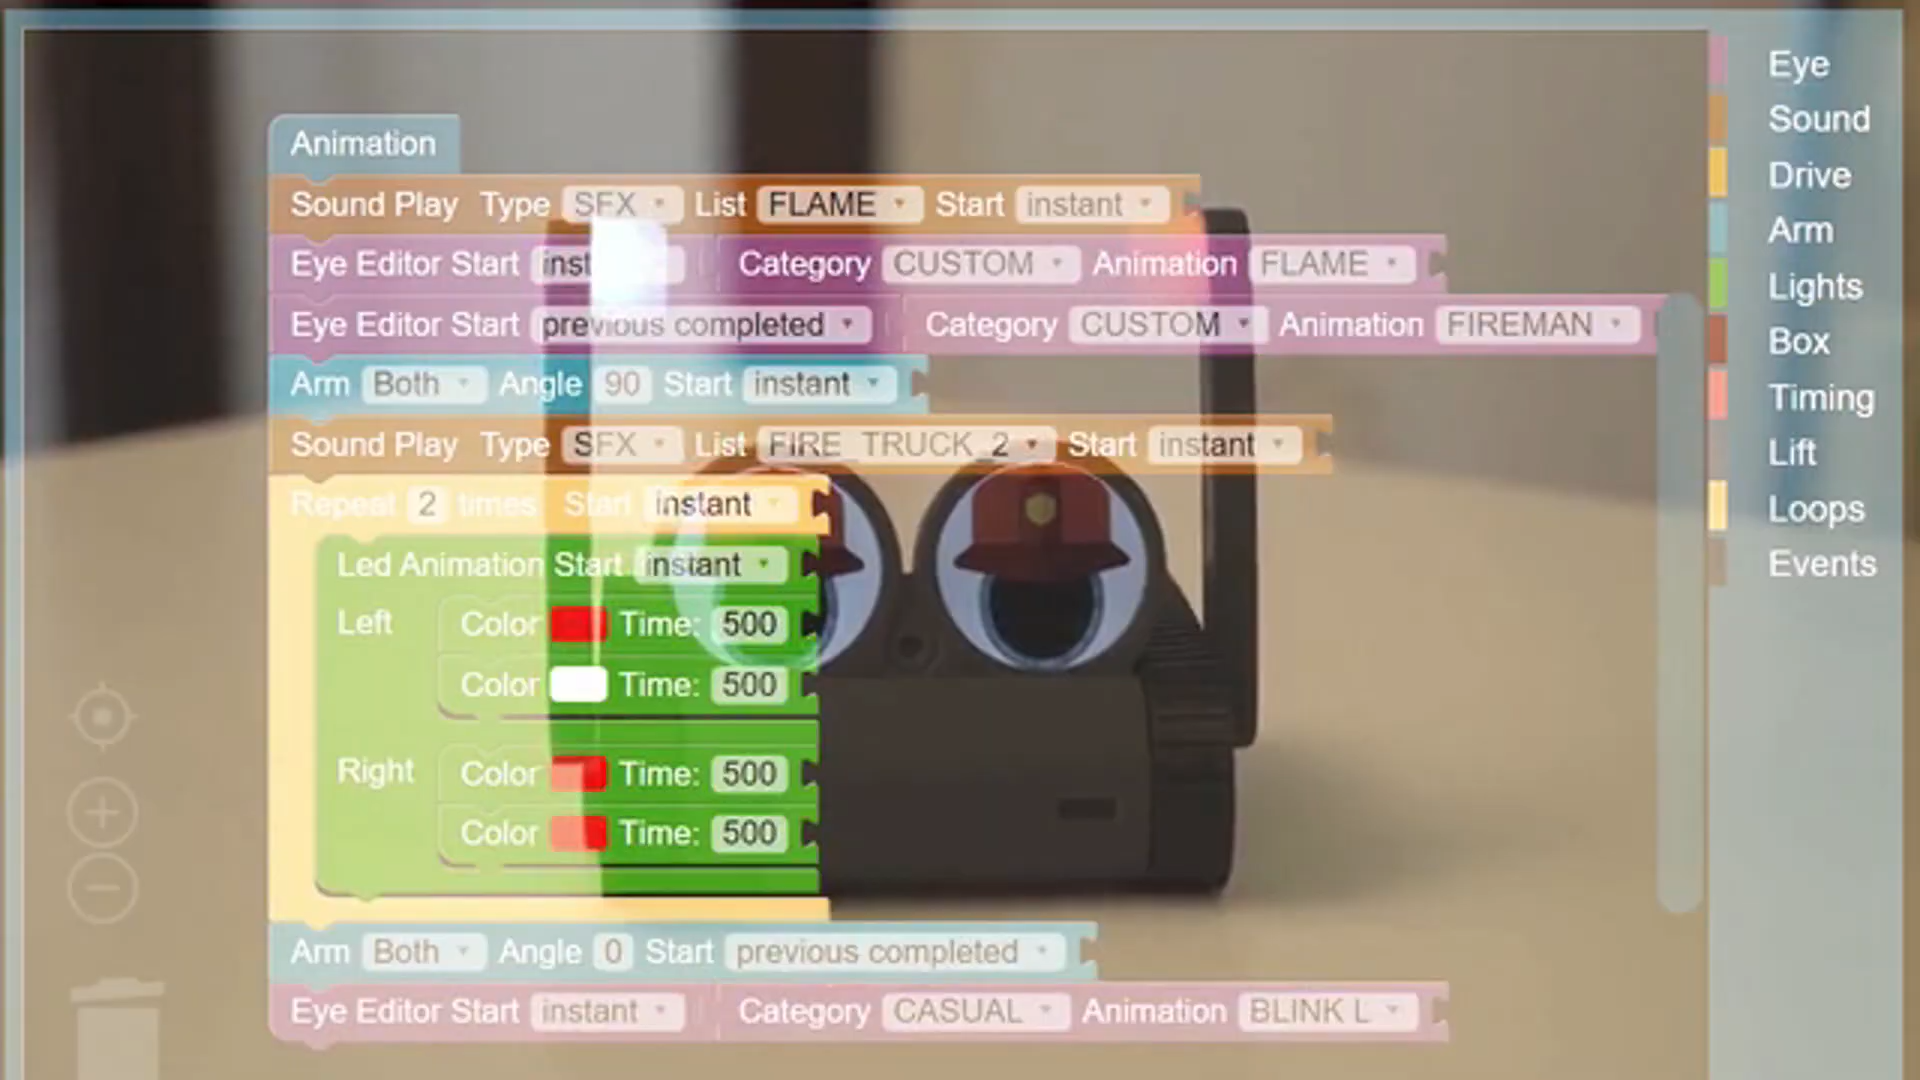 Animation
Sound Play Type SFX List FLAME Start instant
Eye Editor Start inst Category CUSTOM Animation FLAME
Eye Editor Start previous completed Category CUSTOM Animation FIREMAN
Arm Both Angle 90 Start instant
Sound Play Type SFX List FIRE TRUCK_2 Start instant
Repeat 2 times Start instant
Led Animation Start instant
Left Color Time: 500
Color Time: 500
Right Color Time: 500
Color Time: 500
Arm Both Angle 0 Start previous completed
Eye Editor Start instant Category CASUAL Animation BLINK L
Eye
Sound
Drive
Arm
Lights
Box
Timing
Lift
Loops
Events